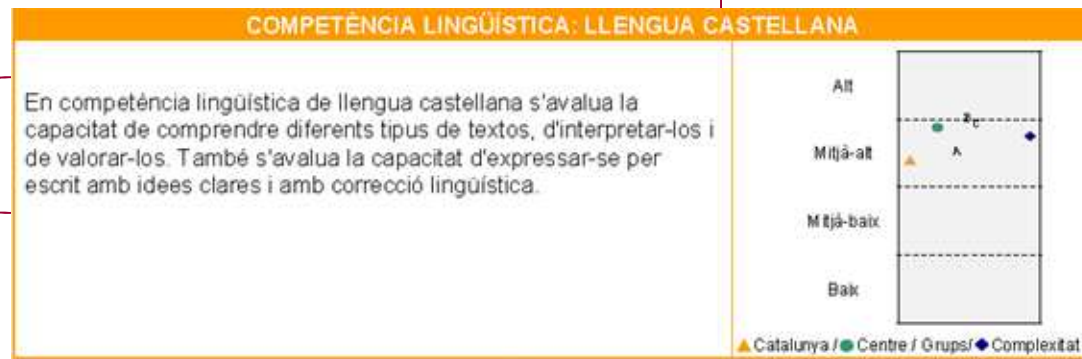 COMPETÈNCIA LINGÜÍSTICA: LLENGUA CASTELLANA
En competència lingüística de llengua castellana s'avalua la
capacitat de comprendre diferents tipus de textos, d'interpretar-los i
de valorar-los. També s'avalua la capacitat d'expressar-se per
escrit amb idees clares i amb correcció lingüística.
Alt
Mitjà-alt
Mitjà-baix
Baix
C
A
Catalunya / Centre / Grups/ Complexitat